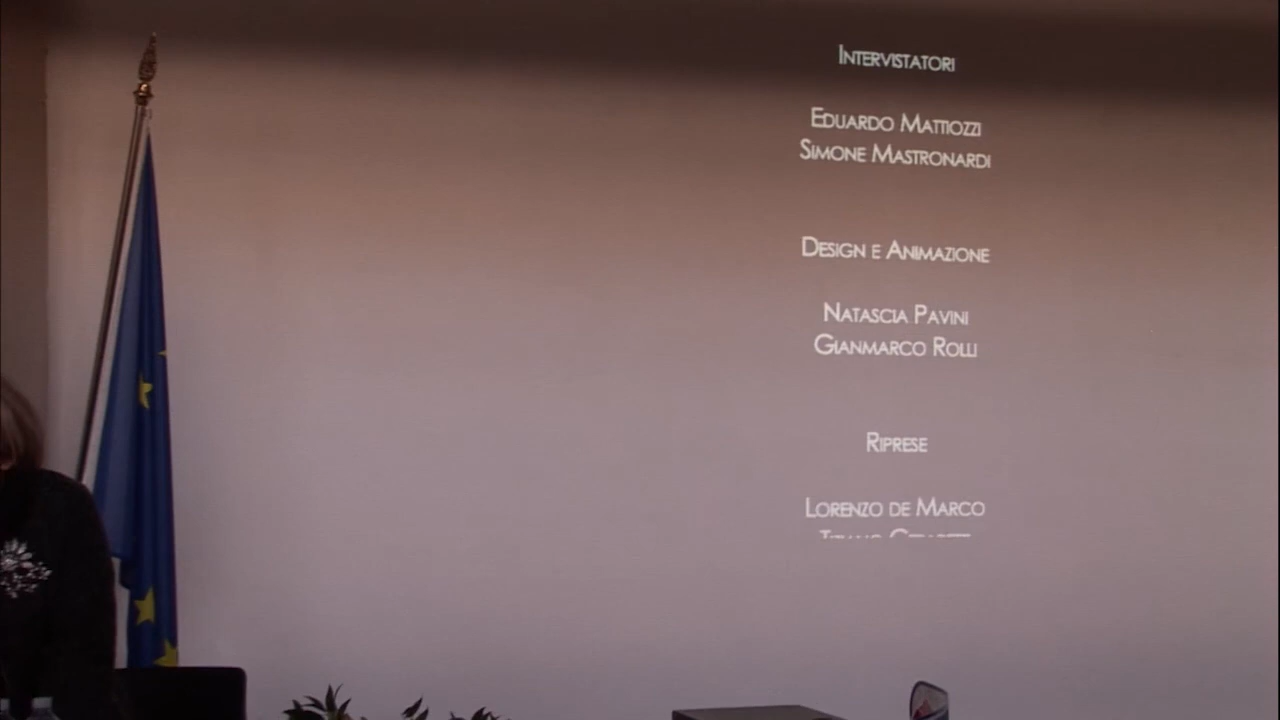 INTERVISTATORI
EDUARDO MATTIOZZI
SIMONE MASTRONARDI
DESIGN E ANIMAZIONE
NATASCIA PAVINI
GIANMARCO ROLLI
RIPRESE
LORENZO DE MARCO